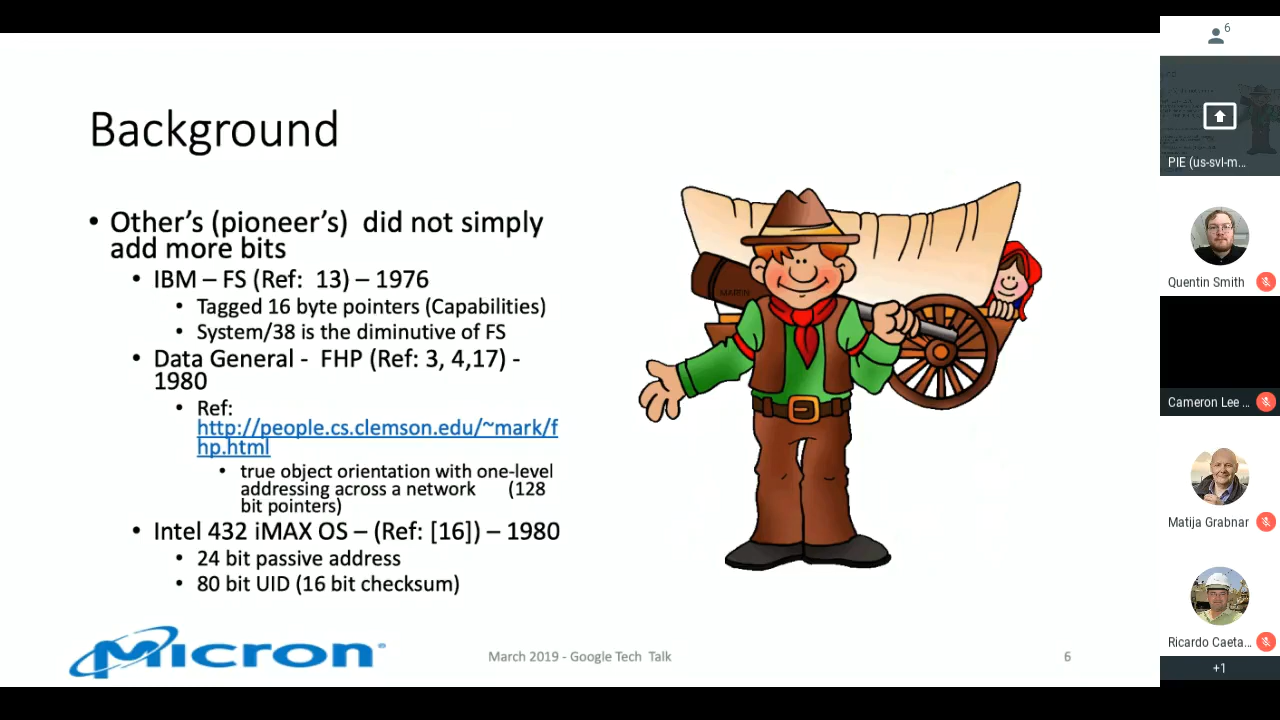 Background
• Other's (pioneer's) did not simply
add more bits
• IBM – FS (Ref: 13) – 1976
• Tagged 16 byte pointers (Capabilities)
• System/38 is the diminutive of FS
• Data General - FHP (Ref: 3, 4,17) -
1980
• Ref:
http://people.cs.clemson.edu/~mark/f
hp.html
• true object orientation with one-level
addressing across a network (128
bit pointers)
• Intel 432 iMAX OS – (Ref: [16]) – 1980
• 24 bit passive address
• 80 bit UID (16 bit checksum)
Micron®
March 2019 - Google Tech Talk
6
6
PIE (us-svl-m...
Quentin Smith
Cameron Lee ...
Matija Grabnar
Ricardo Caeta...
+1